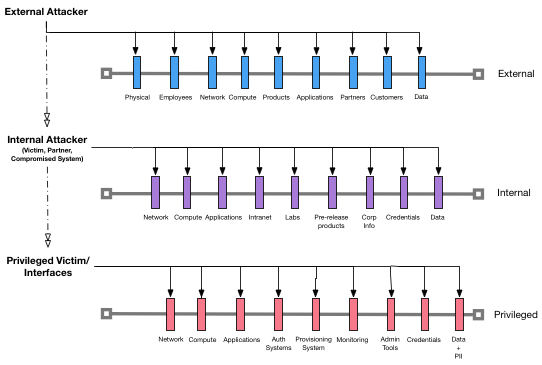 External Attacker
External
Physical Employees Network Compute Products Applications Partners Customers Data
Internal Attacker
(Victim, Partner,
Compromised System)
Internal
Network Compute Applications Intranet Labs Pre-release Corp Credentials Data
products Info
Privileged Victim/
Interfaces
Privileged
Network Compute Applications Auth Provisioning Monitoring Admin Credentials Data
Systems System Tools +
PII